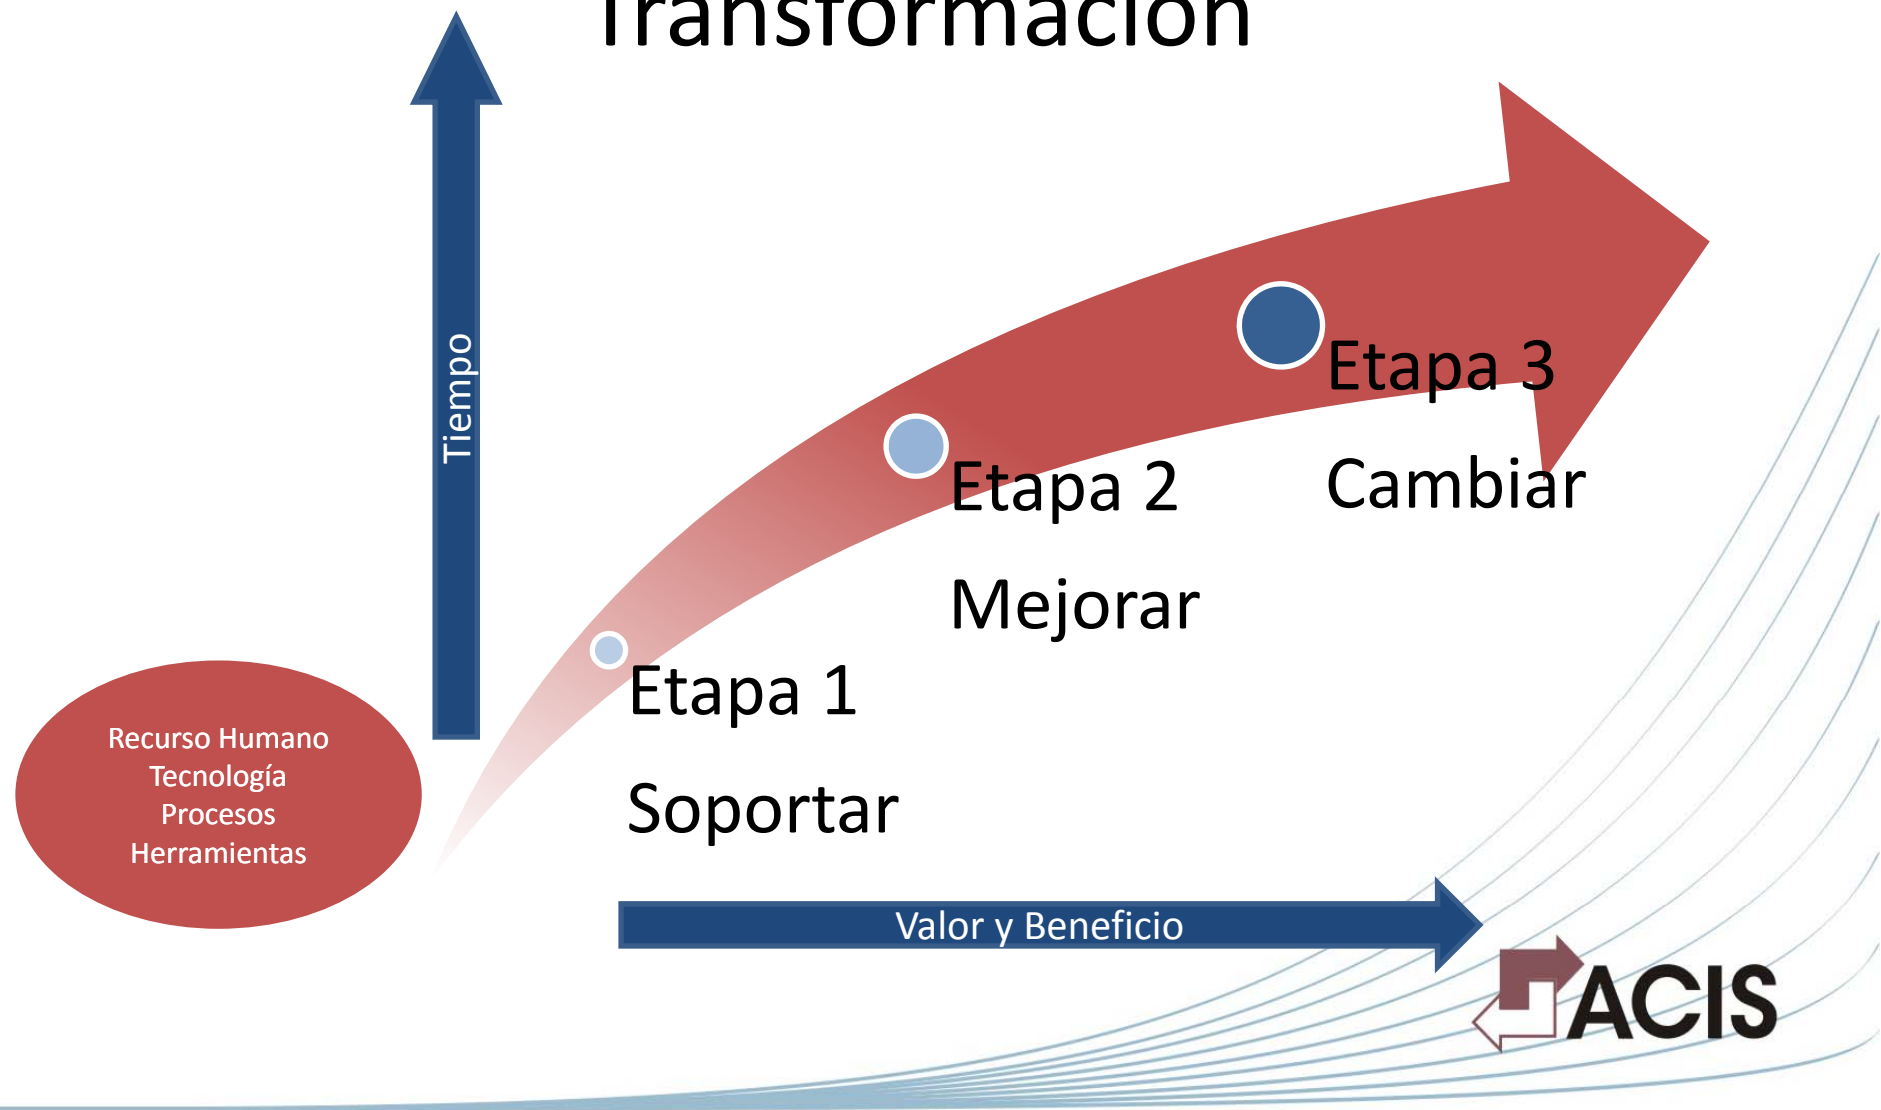 Transformación
Tiempo
Etapa 3
Cambiar
Etapa 2
Mejorar
Etapa 1
Soportar
Recurso Humano
Tecnología
Procesos
Herramientas
Valor y Beneficio
ACIS